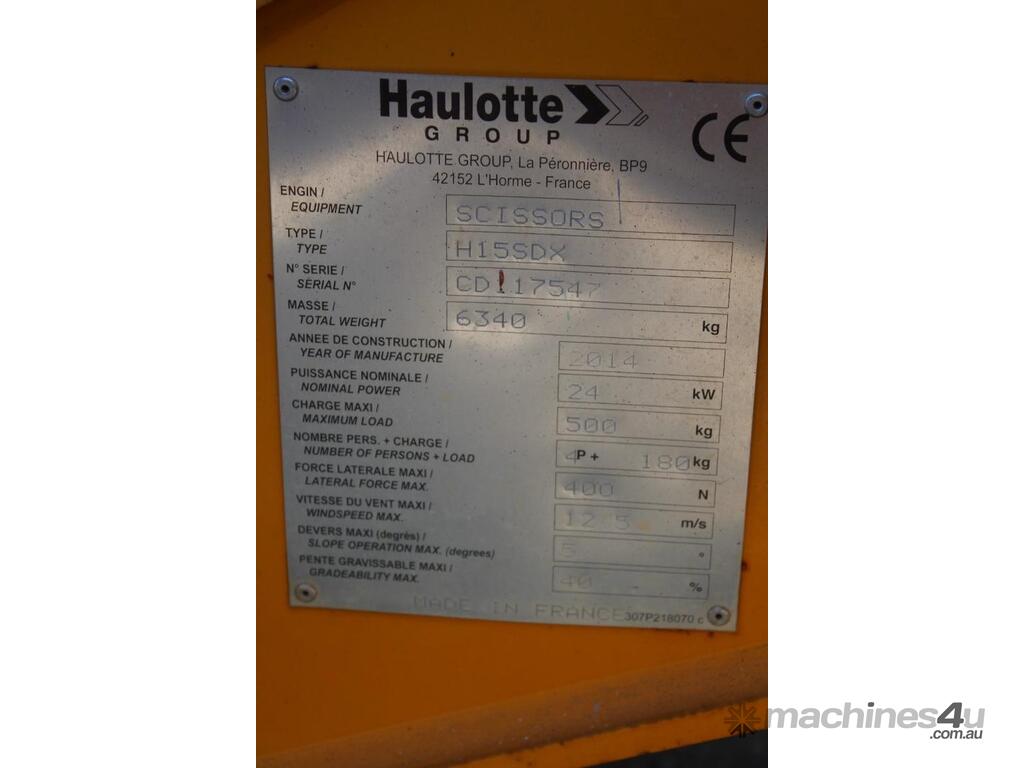 Haulotte
GROUP
CE
HAULOTTE GROUP, La Péronnière, BP9
42152 L'Horme - France
ENGIN /
EQUIPMENT SCISSORS
TYPE /
TYPE H15SDX
N° SERIE /
SERIAL N° CD117547
MASSE /
TOTAL WEIGHT 6340 kg
ANNEE DE CONSTRUCTION /
YEAR OF MANUFACTURE 2014
PUISSANCE NOMINALE /
NOMINAL POWER 24 kW
CHARGE MAXI /
MAXIMUM LOAD 500 kg
NOMBRE PERS. + CHARGE /
NUMBER OF PERSONS + LOAD 4P + 180 kg
FORCE LATERALE MAXI /
LATERAL FORCE MAX. 400 N
VITESSE DU VENT MAXI /
WINDSPEED MAX. 12.5 m/s
DEVERS MAXI (degrès) /
SLOPE OPERATION MAX. (degrees) 5 °
PENTE GRAVISSABLE MAXI /
GRADEABILITY MAX. 40 %
MADE IN FRANCE 307P218070 c
machines4u
.com.au